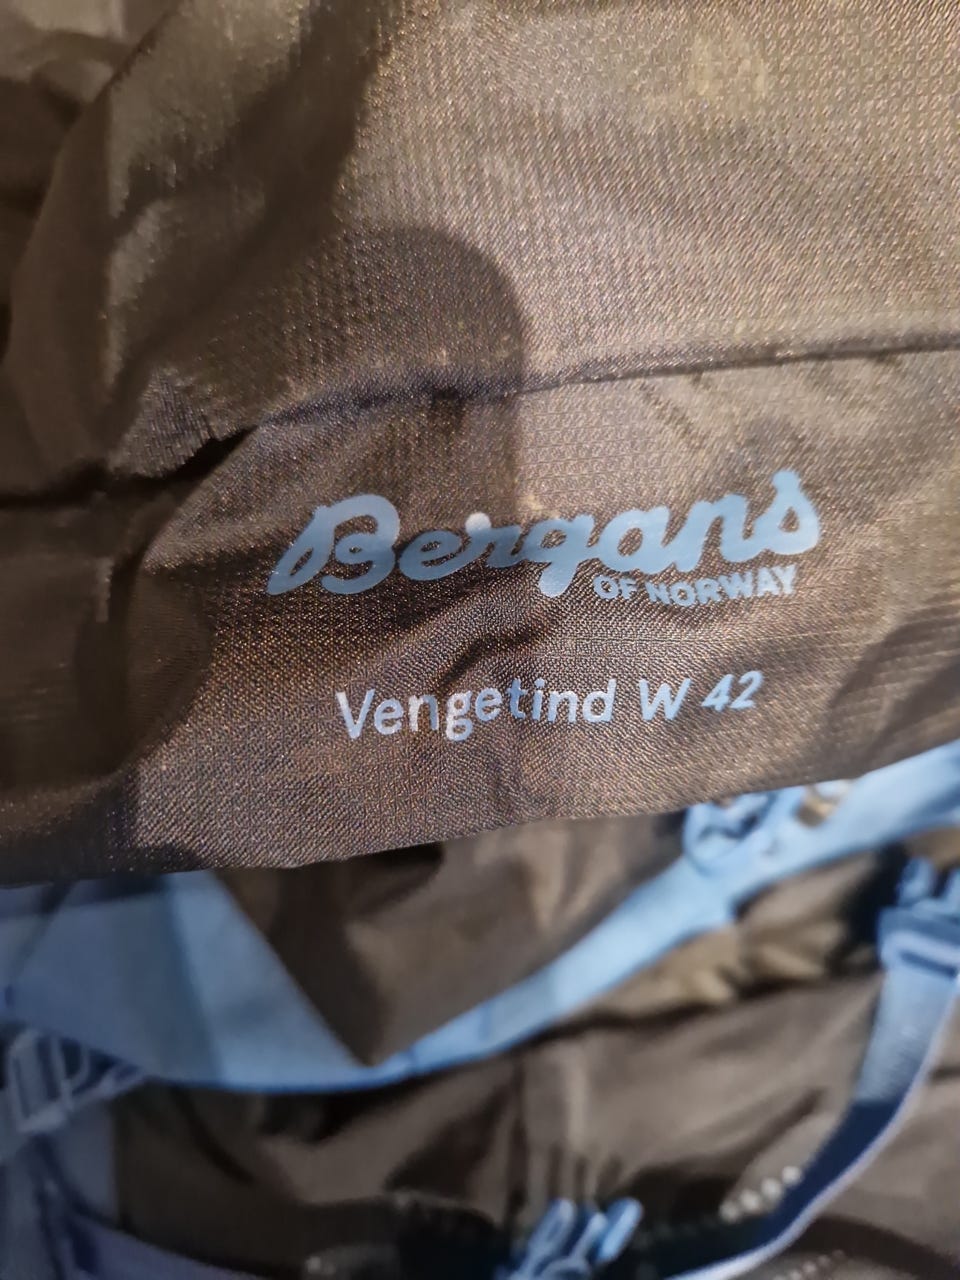 Bergans
OF NORWAY
Vengetind W 42